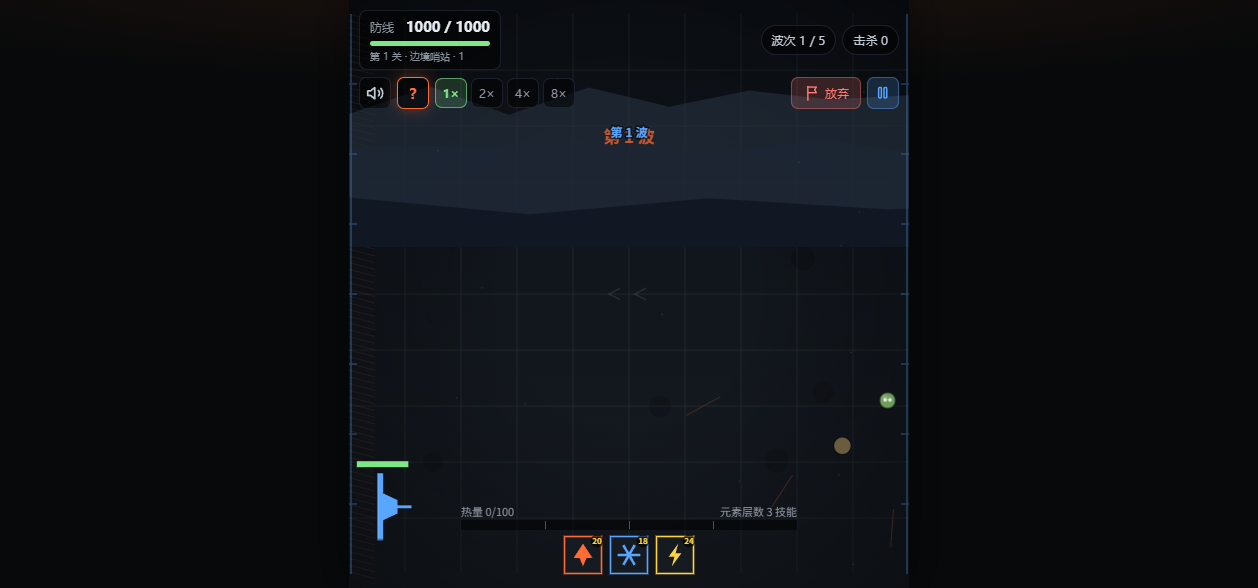 防线 1000 / 1000
第 1 关 · 边境哨站 · 1
波次 1 / 5
击杀 0
? 1× 2× 4× 8×
放弃
第 1 波
热量 0/100
元素层数 3 技能
20 18 24